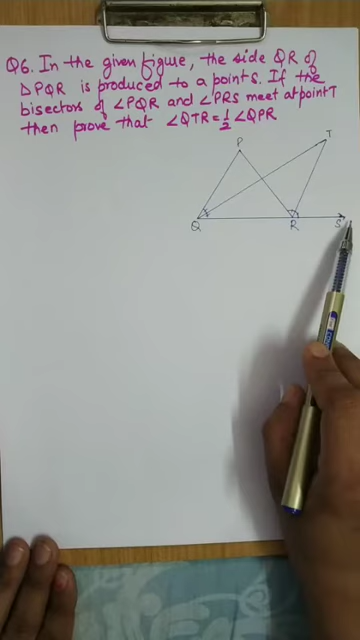 Q6. In the given figure, the side QR of
△PQR is produced to a point S. If the
bisectors of ∠PQR and ∠PRS meet at point T
then prove that ∠QTR = 1/2 ∠QPR
P
T
Q
R
S